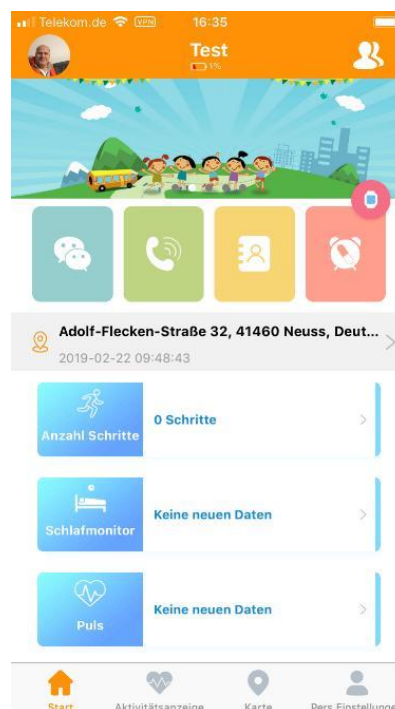 Telekom.de VPN 16:35
Test
1%
Adolf-Flecken-Straße 32, 41460 Neuss, Deut...
2019-02-22 09:48:43
Anzahl Schritte
0 Schritte
Schlafmonitor
Keine neuen Daten
Puls
Keine neuen Daten
Start Aktivitätsanzeige Karte Pers.Einstellunge